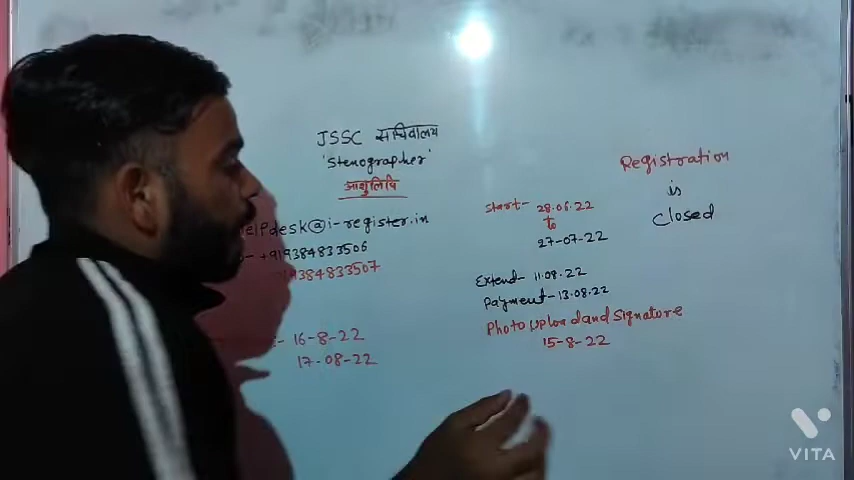 JSSC सचिवालय
'Stenographer'
आशुलिपि
elpdesk@i-register.in
- +919384833506
9384833507
:- 16-8-22
17-08-22
Start- 28.06.22
To
27-07-22
Extend- 11.08.22
Payment- 13.08.22
Photo Upload and Signature
15-8-22
Registration
is
Closed
VITA